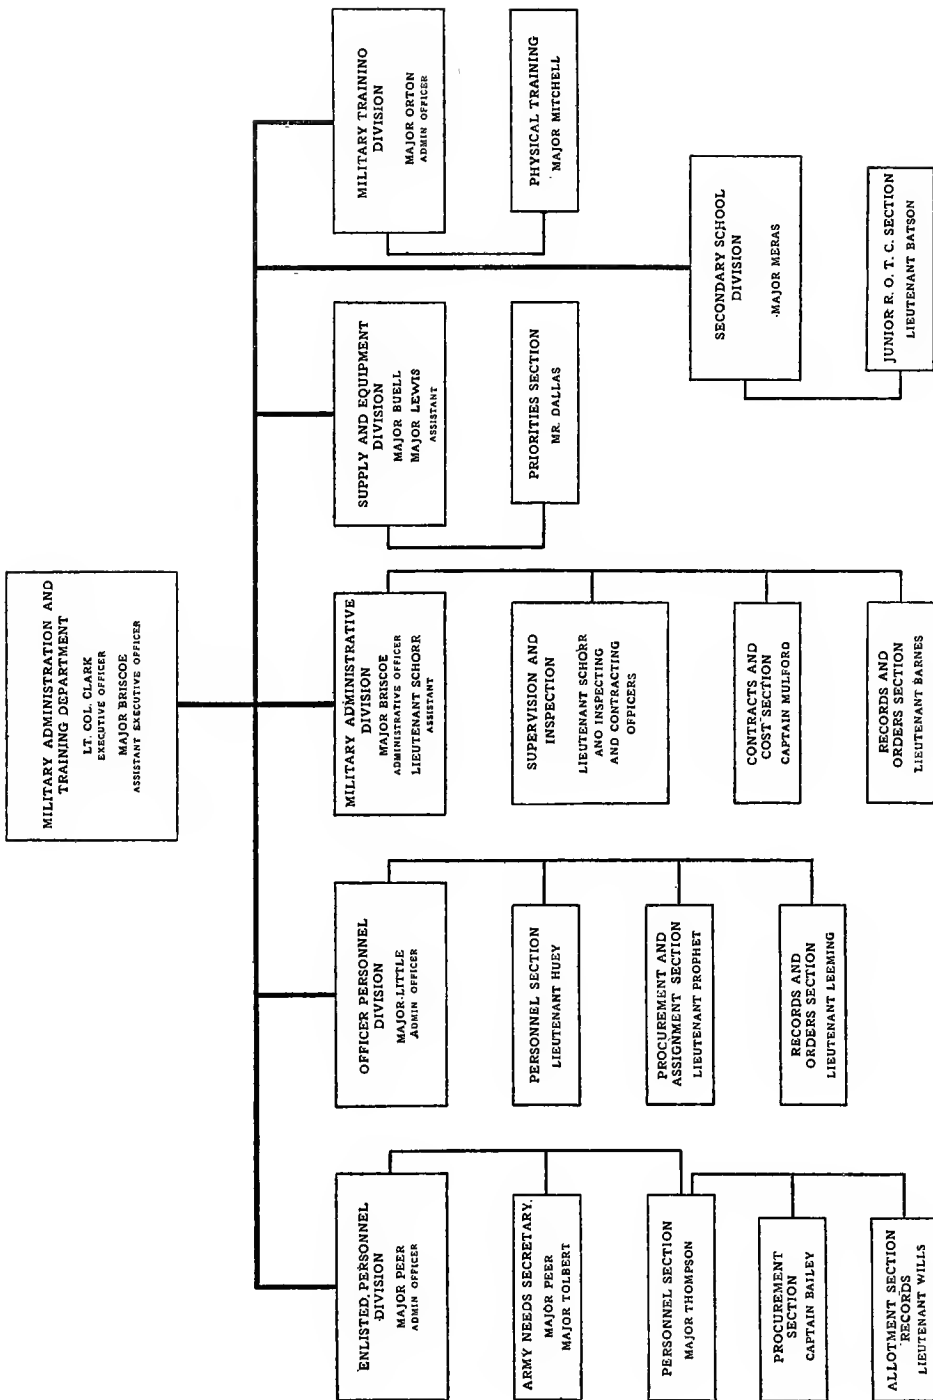 MILITARY ADMINISTRATION AND
TRAINING DEPARTMENT
LT. COL. CLARK
EXECUTIVE OFFICER
MAJOR BRISCOE
ASSISTANT EXECUTIVE OFFICER
ENLISTED, PERSONNEL
DIVISION
MAJOR PEER
ADMIN OFFICER
ARMY NEEDS SECRETARY.
MAJOR PEER
MAJOR TOLBERT
PERSONNEL SECTION
MAJOR THOMPSON
PROCUREMENT
SECTION
CAPTAIN BAILEY
ALLOTMENT SECTION
RECORDS
LIEUTENANT WILLS
OFFICER PERSONNEL
DIVISION
MAJOR-LITTLE
ADMIN OFFICER
PERSONNEL SECTION
LIEUTENANT HUEY
PROCUREMENT AND
ASSIGNMENT SECTION
LIEUTENANT PROPHET
RECORDS AND
ORDERS SECTION
LIEUTENANT LEEMING
MILITARY ADMINISTRATIVE
DIVISION
MAJOR BRISCOE
ADMINISTRATIVE OFFICER
LIEUTENANT SCHORR
ASSISTANT
SUPERVISION AND
INSPECTION
LIEUTENANT SCHORR
ANO INSPECTING
AND CONTRACTING
OFFICERS
CONTRACTS AND
COST SECTION
CAPTAIN MULFORD
RECORDS AND
ORDERS SECTION
LIEUTENANT BARNES
SUPPLY AND EQUIPMENT
DIVISION
MAJOR BUELL
MAJOR LEWIS
ASSISTANT
PRIORITIES SECTION
MR. DALLAS
MILITARY TRAININO
DIVISION
MAJOR ORTON
ADMIN OFFICER
PHYSICAL TRAINING
MAJOR MITCHELL
SECONDARY SCHOOL
DIVISION
MAJOR MERAS
JUNIOR R. O. T. C. SECTION
LIEUTENANT BATSON